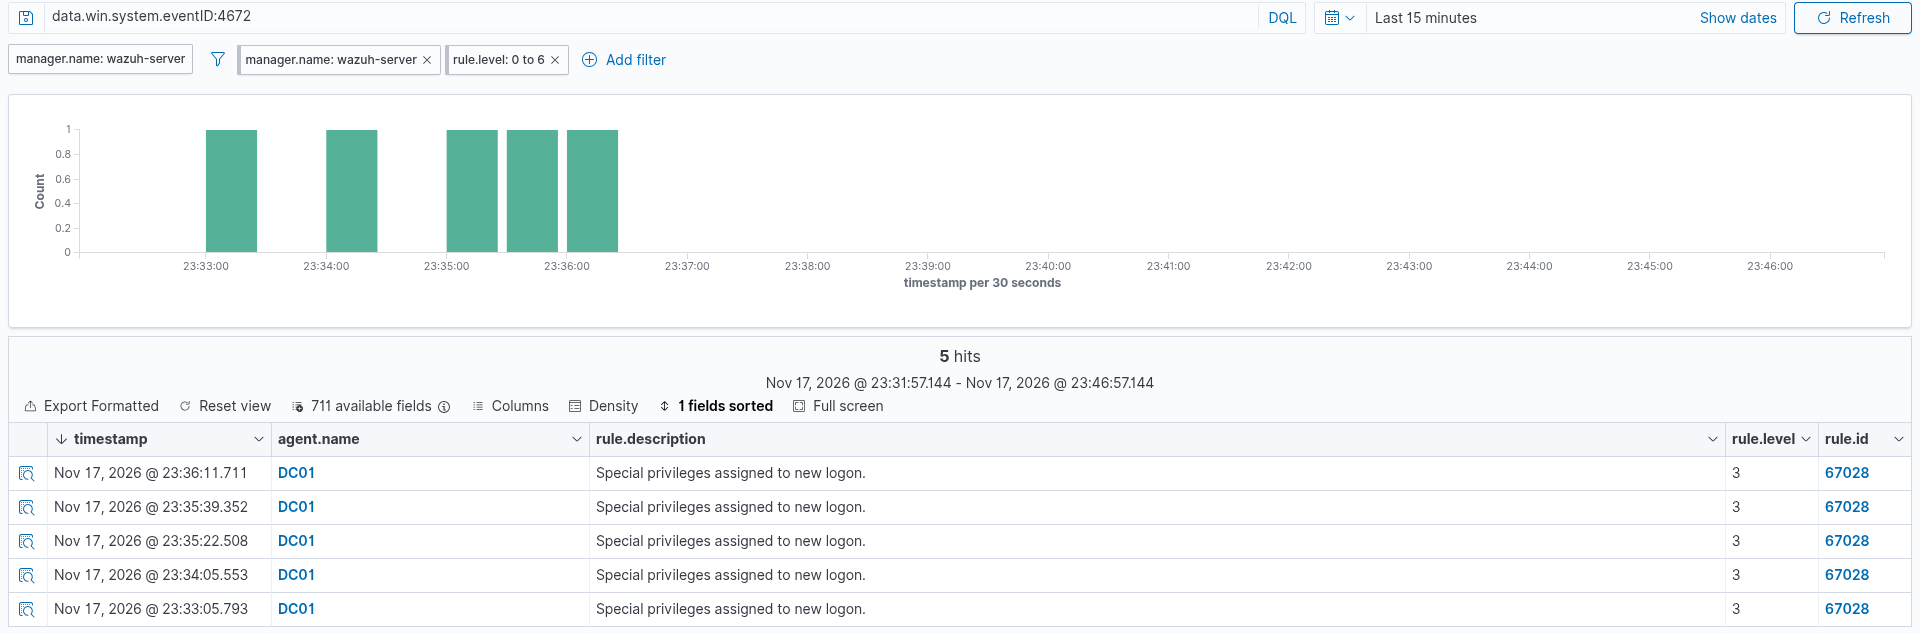 data.win.system.eventID:4672 DQL Last 15 minutes Show dates Refresh
manager.name: wazuh-server manager.name: wazuh-server rule.level: 0 to 6 Add filter
1
0.8
0.6
0.4
0.2
0
Count
23:33:00 23:34:00 23:35:00 23:36:00 23:37:00 23:38:00 23:39:00 23:40:00 23:41:00 23:42:00 23:43:00 23:44:00 23:45:00 23:46:00
timestamp per 30 seconds
5 hits
Nov 17, 2026 @ 23:31:57.144 - Nov 17, 2026 @ 23:46:57.144
Export Formatted Reset view 711 available fields Columns Density 1 fields sorted Full screen
timestamp agent.name rule.description rule.level rule.id
Nov 17, 2026 @ 23:36:11.711 DC01 Special privileges assigned to new logon. 3 67028
Nov 17, 2026 @ 23:35:39.352 DC01 Special privileges assigned to new logon. 3 67028
Nov 17, 2026 @ 23:35:22.508 DC01 Special privileges assigned to new logon. 3 67028
Nov 17, 2026 @ 23:34:05.553 DC01 Special privileges assigned to new logon. 3 67028
Nov 17, 2026 @ 23:33:05.793 DC01 Special privileges assigned to new logon. 3 67028